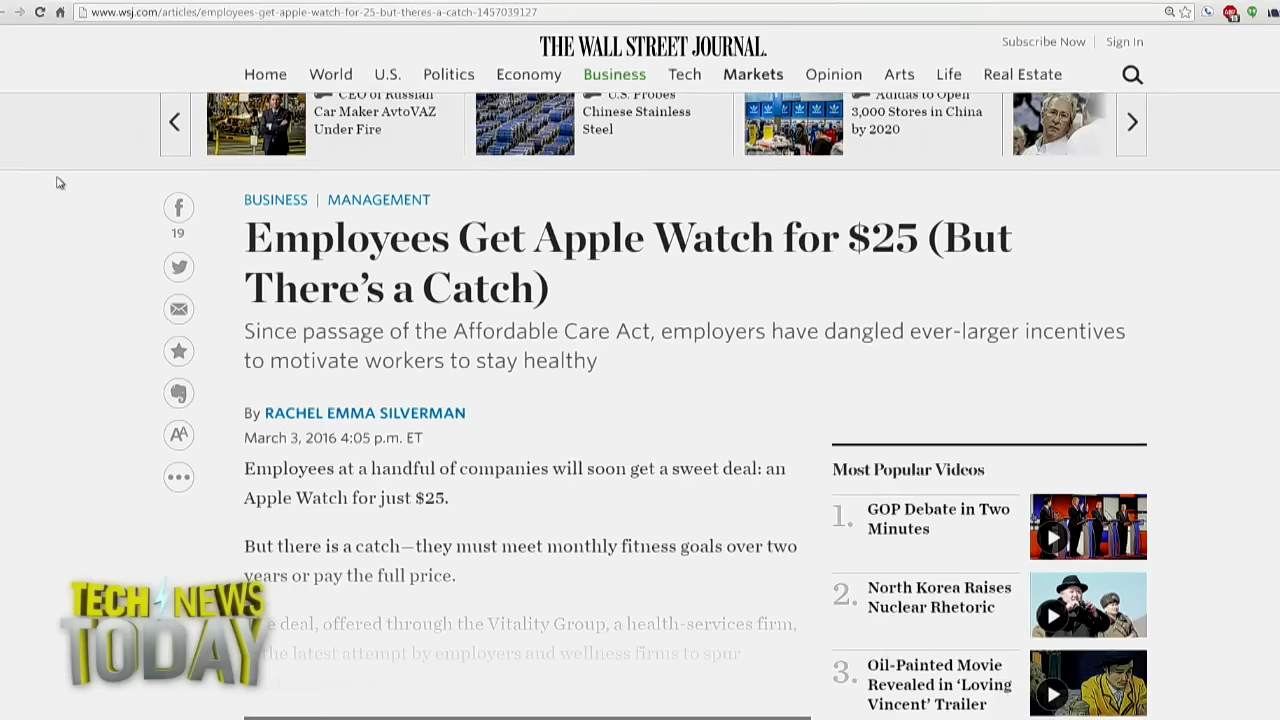 www.wsj.com/articles/employees-get-apple-watch-for-25-but-theres-a-catch-1457039127
THE WALL STREET JOURNAL.
Subscribe Now | Sign In
Home World U.S. Politics Economy Business Tech Markets Opinion Arts Life Real Estate
CEO of Russian
Car Maker AvtoVAZ
Under Fire
U.S. Probes
Chinese Stainless
Steel
Adidas to Open
3,000 Stores in China
by 2020
BUSINESS | MANAGEMENT
Employees Get Apple Watch for $25 (But
There's a Catch)
Since passage of the Affordable Care Act, employers have dangled ever-larger incentives
to motivate workers to stay healthy
19
By RACHEL EMMA SILVERMAN
March 3, 2016 4:05 p.m. ET
Employees at a handful of companies will soon get a sweet deal: an
Apple Watch for just $25.
But there is a catch—they must meet monthly fitness goals over two
years or pay the full price.
deal, offered through the Vitality Group, a health-services firm,
the latest attempt by employers and wellness firms to spur
Most Popular Videos
1. GOP Debate in Two
Minutes
2. North Korea Raises
Nuclear Rhetoric
3. Oil-Painted Movie
Revealed in 'Loving
Vincent' Trailer
TECH NEWS
TODAY